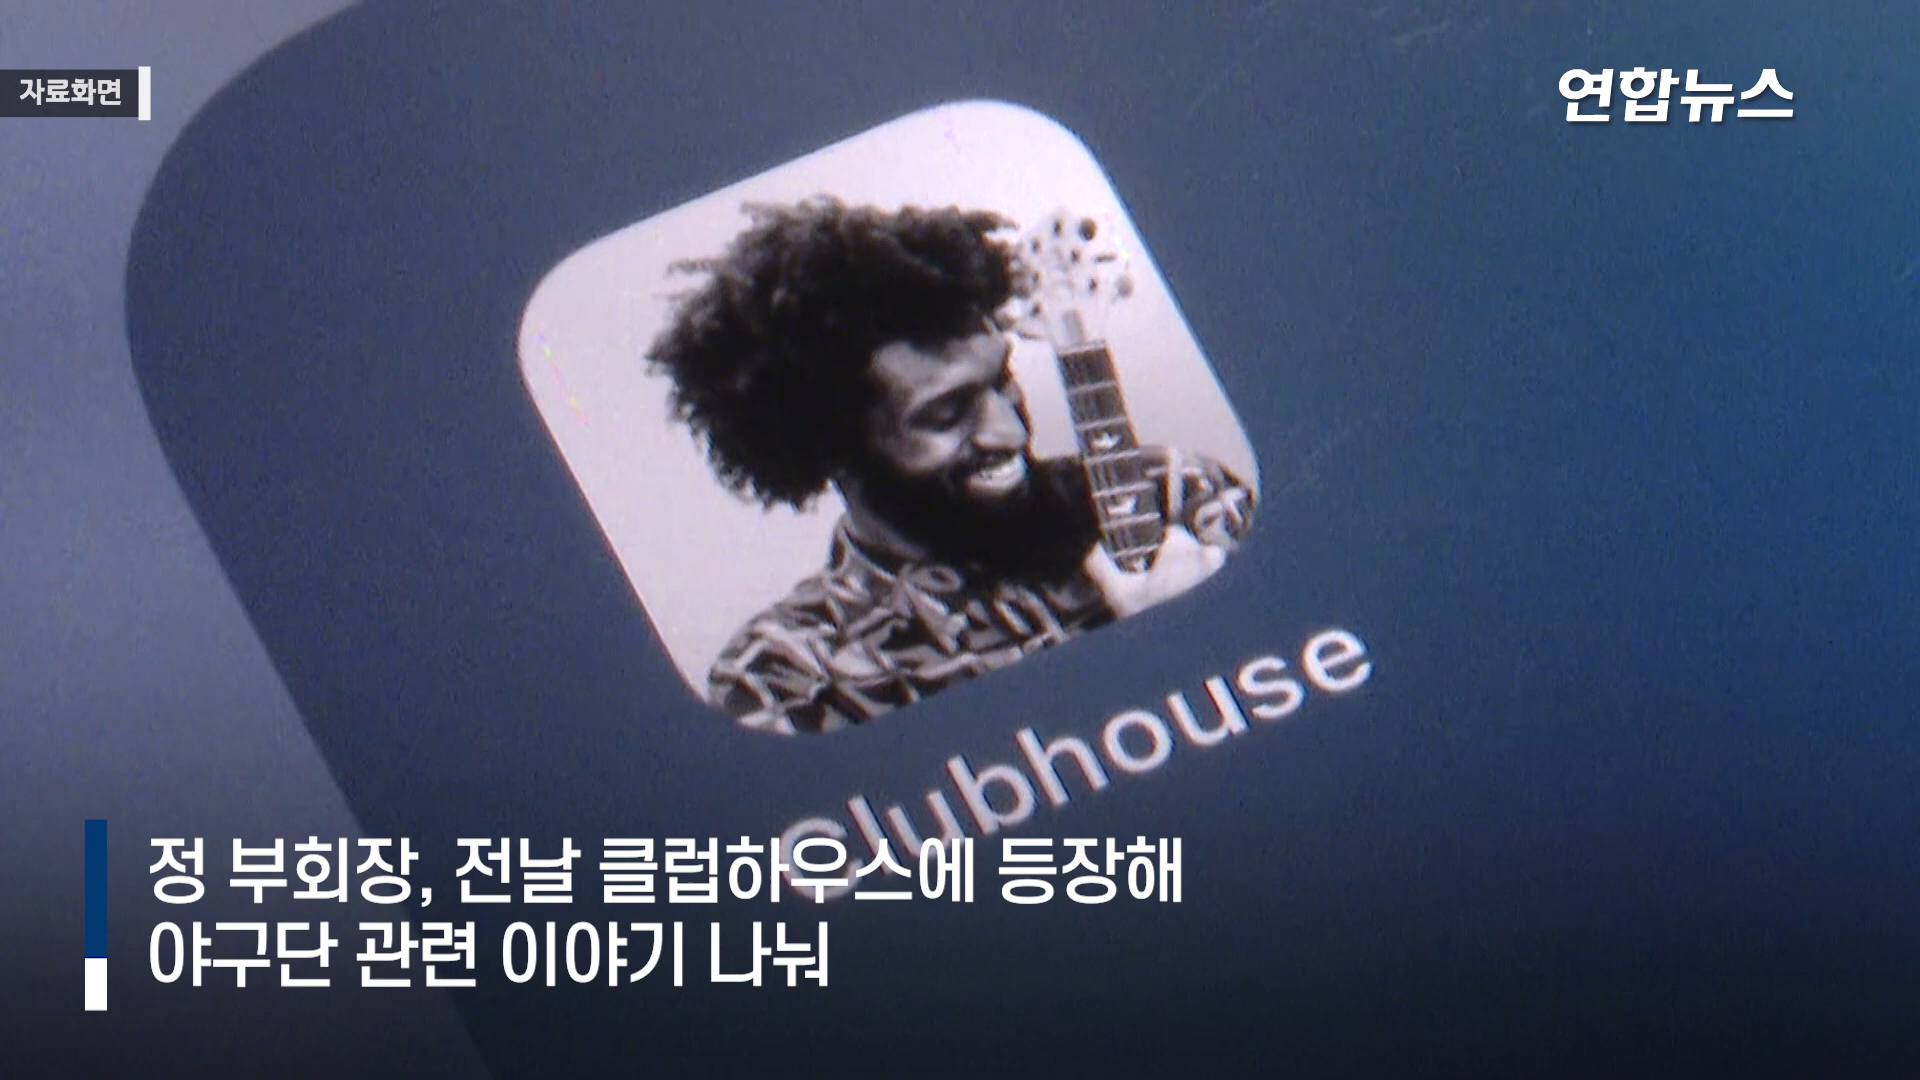 자료화면
연합뉴스
Clubhouse
정 부회장, 전날 클럽하우스에 등장해
야구단 관련 이야기 나눠